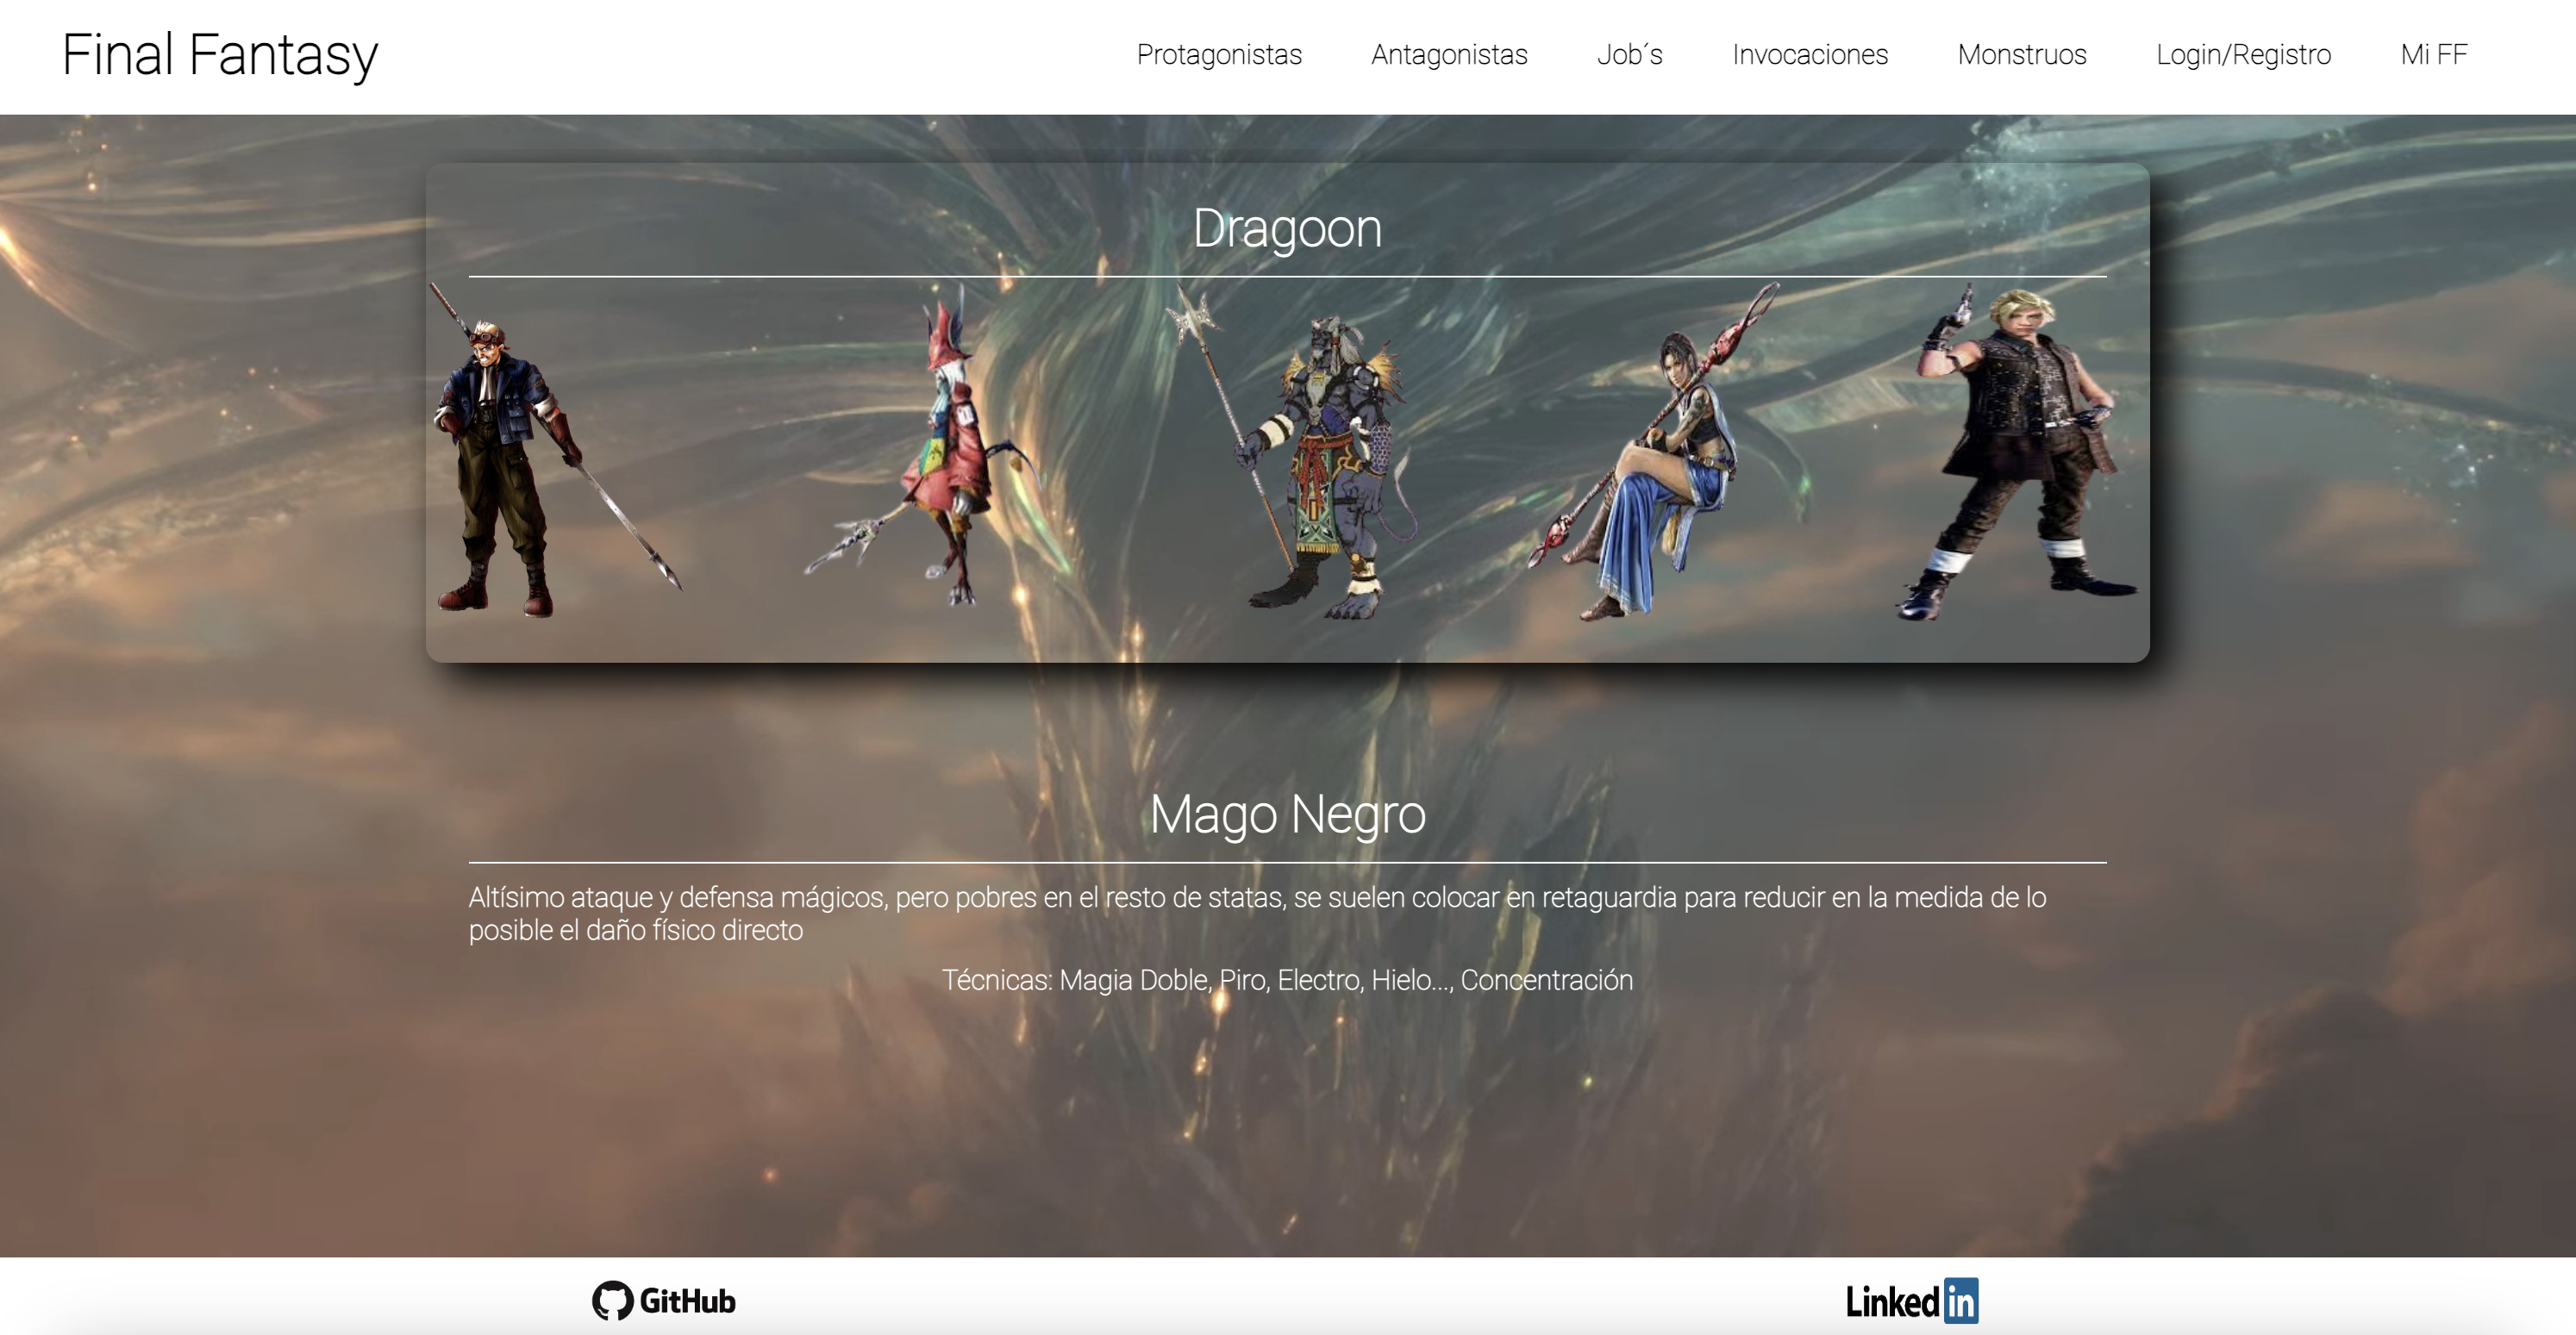 Final Fantasy
Protagonistas Antagonistas Job´s Invocaciones Monstruos Login/Registro Mi FF
Dragoon
Mago Negro
Altísimo ataque y defensa mágicos, pero pobres en el resto de statas, se suelen colocar en retaguardia para reducir en la medida de lo
posible el daño físico directo
Técnicas: Magia Doble, Piro, Electro, Hielo..., Concentración
GitHub
Linked in